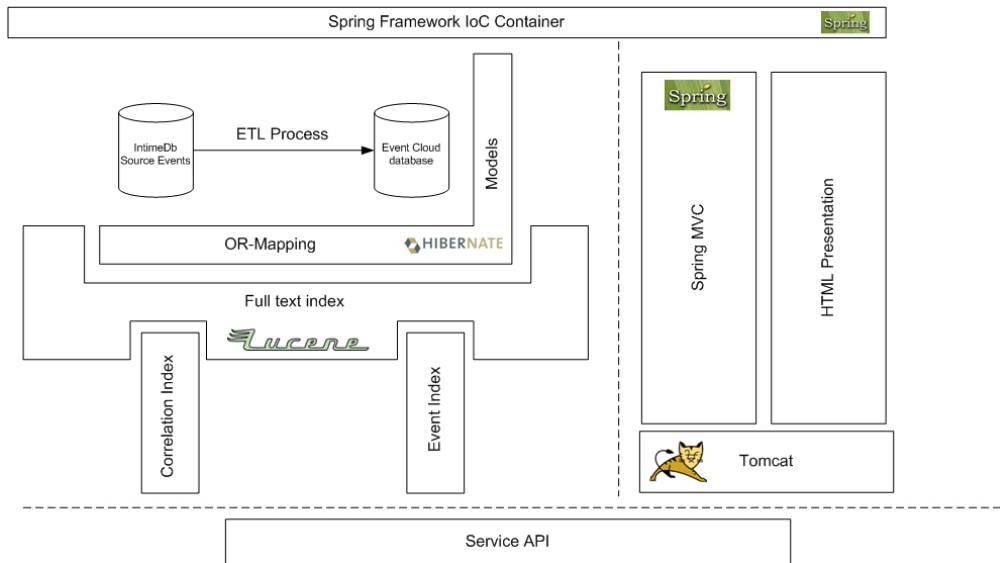 Spring Framework IoC Container
Spring
IntimeDb
Source Events
ETL Process
Event Cloud
database
Models
OR-Mapping
HIBERNATE
Full text index
Lucene
Correlation Index
Event Index
Spring
Spring MVC
HTML Presentation
Tomcat
Service API